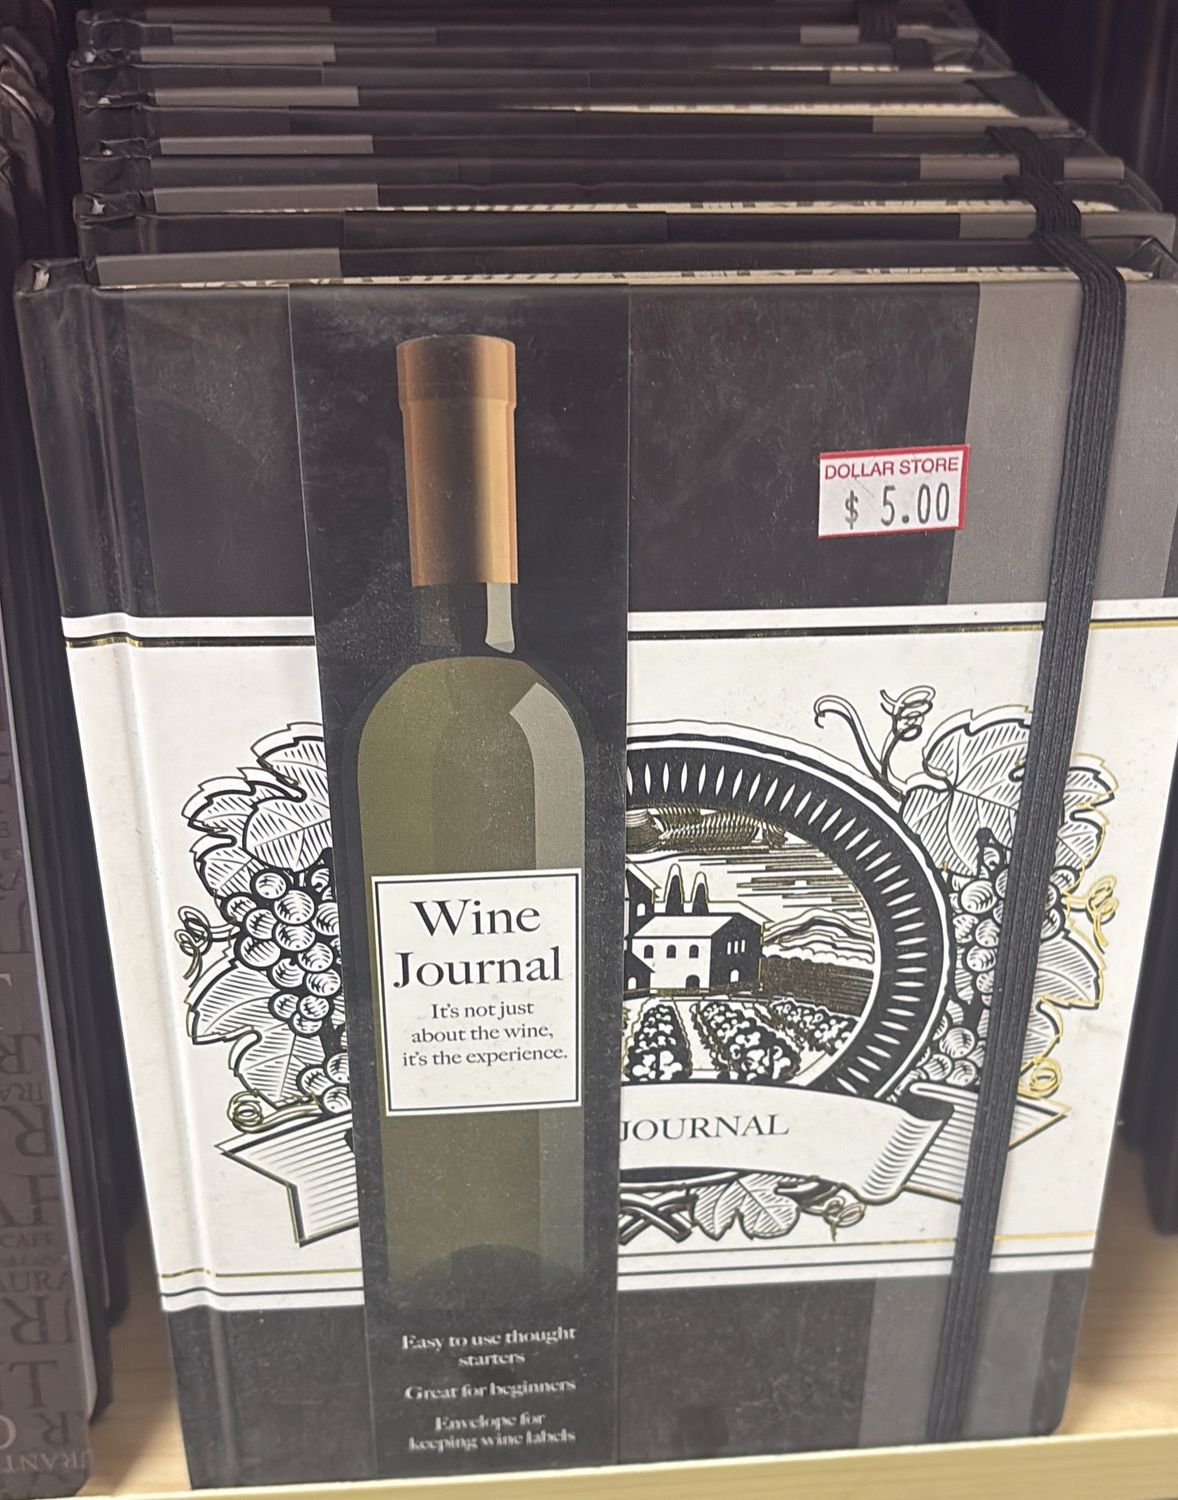 DOLLAR STORE
$ 5.00
Wine
Journal
It's not just
about the wine,
it's the experience.
JOURNAL
Easy to use thought
starters
Great for beginners
Envelope for
keeping wine labels
CAFE